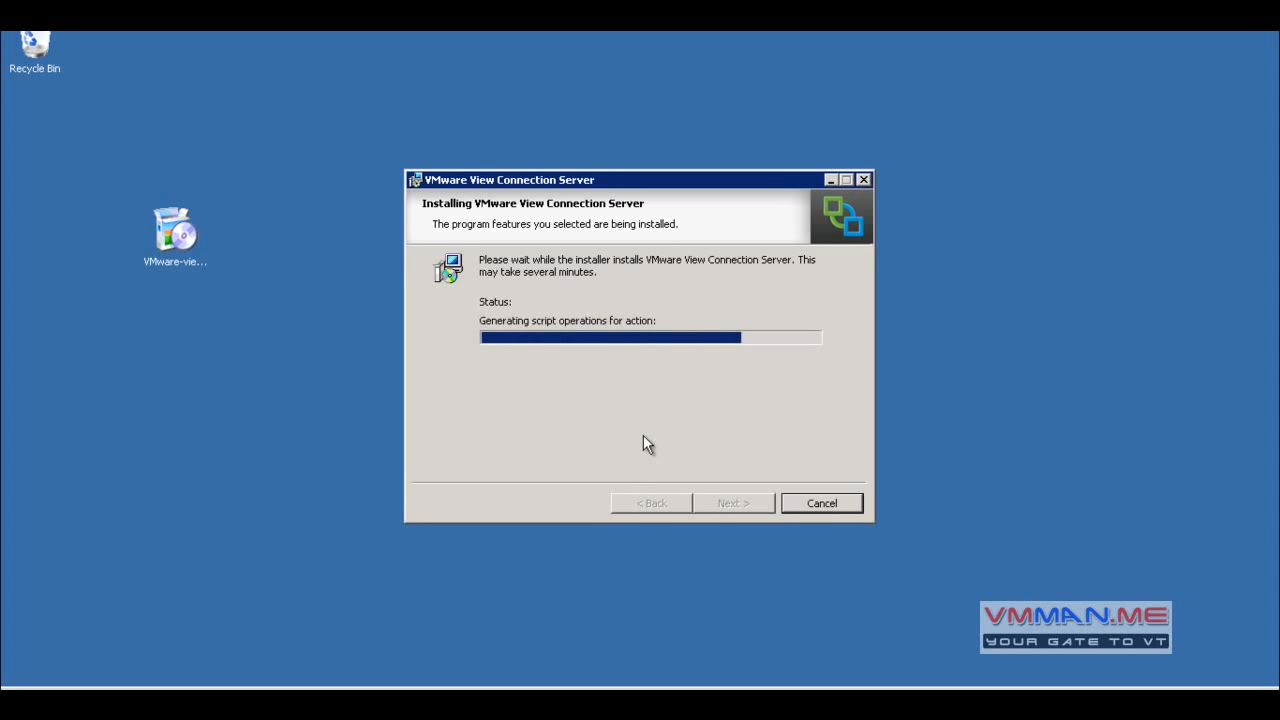 Recycle Bin
VMware-vie...
VMware View Connection Server
Installing VMware View Connection Server
The program features you selected are being installed.
Please wait while the installer installs VMware View Connection Server. This
may take several minutes.
Status:
Generating script operations for action:
< Back
Next >
Cancel
VMMAN.ME
YOUR GATE TO VT